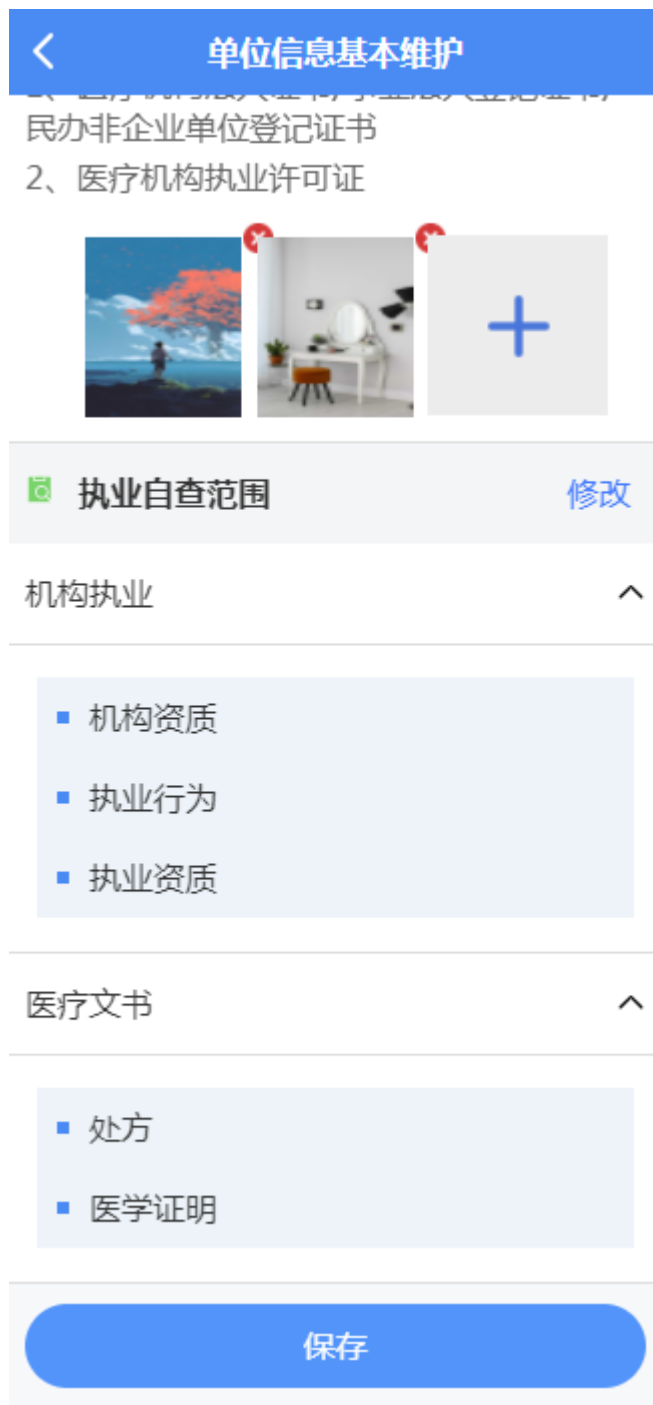 单位信息基本维护
民办非企业单位登记证书
2、医疗机构执业许可证
执业自查范围
修改
机构执业
机构资质
执业行为
执业资质
医疗文书
处方
医学证明
保存